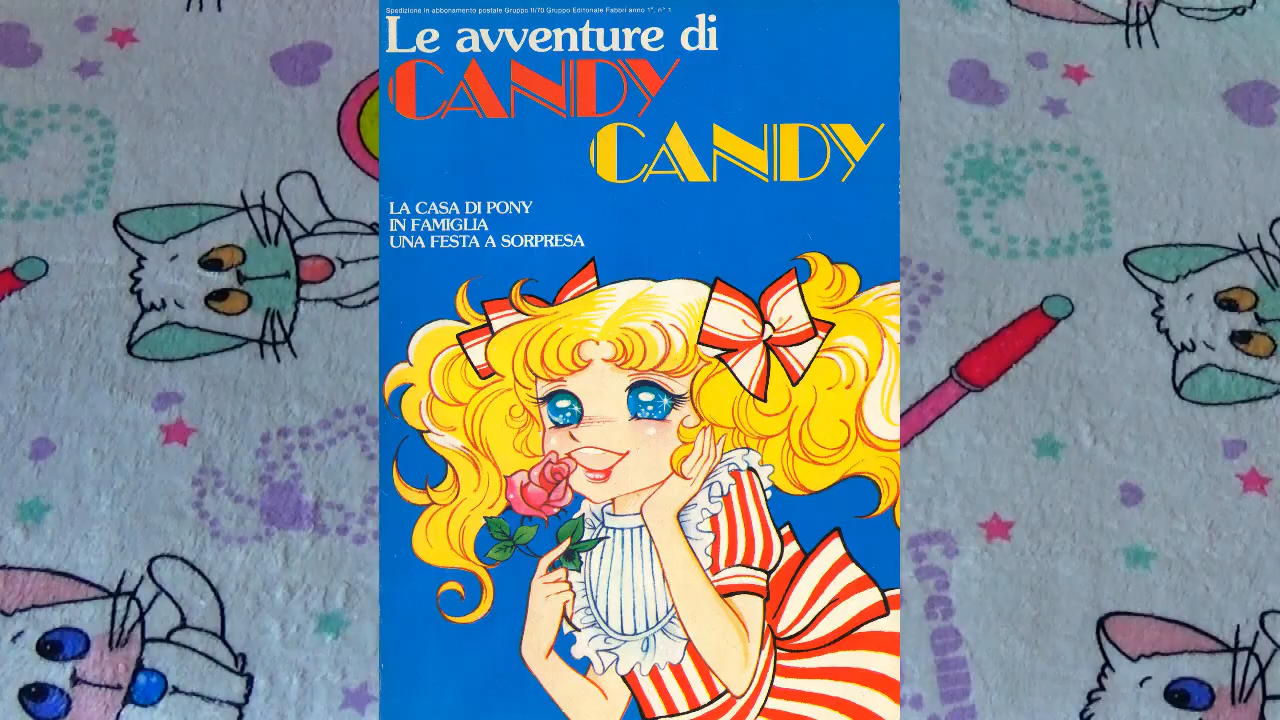 Spedizione in abbonamento postale Gruppo II/70 Gruppo Editoriale Fabbri anno 1°, n° 1
Le avventure di
CANDY
CANDY
LA CASA DI PONY
IN FAMIGLIA
UNA FESTA A SORPRESA
Creamy